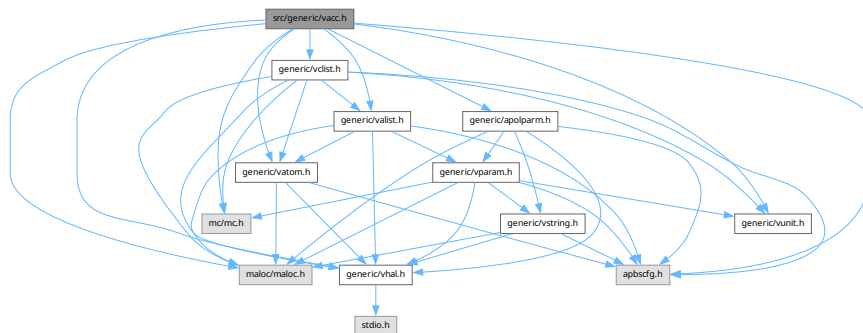 src/generic/vacc.h
generic/vclist.h
generic/valist.h
generic/apolparm.h
generic/vatom.h
generic/vparam.h
mc/mc.h
generic/vstring.h
generic/vunit.h
maloc/maloc.h
generic/vhal.h
apbscfg.h
stdio.h